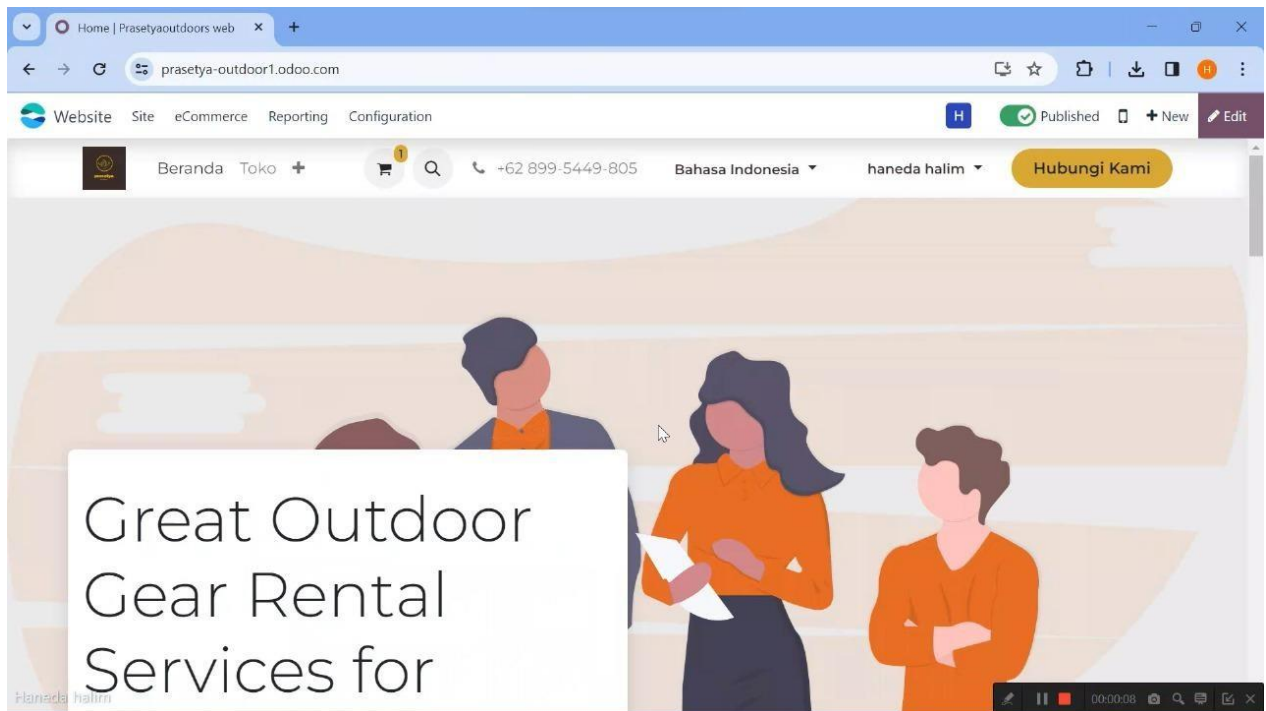 Home | Prasetyaoutdoors web
prasetya-outdoor1.odoo.com
H
Website Site eCommerce Reporting Configuration H Published New Edit
Beranda Toko 1 +62 899-5449-805 Bahasa Indonesia haneda halim Hubungi Kami
Great Outdoor
Gear Rental
Services for
Haneda halim
00:00:08